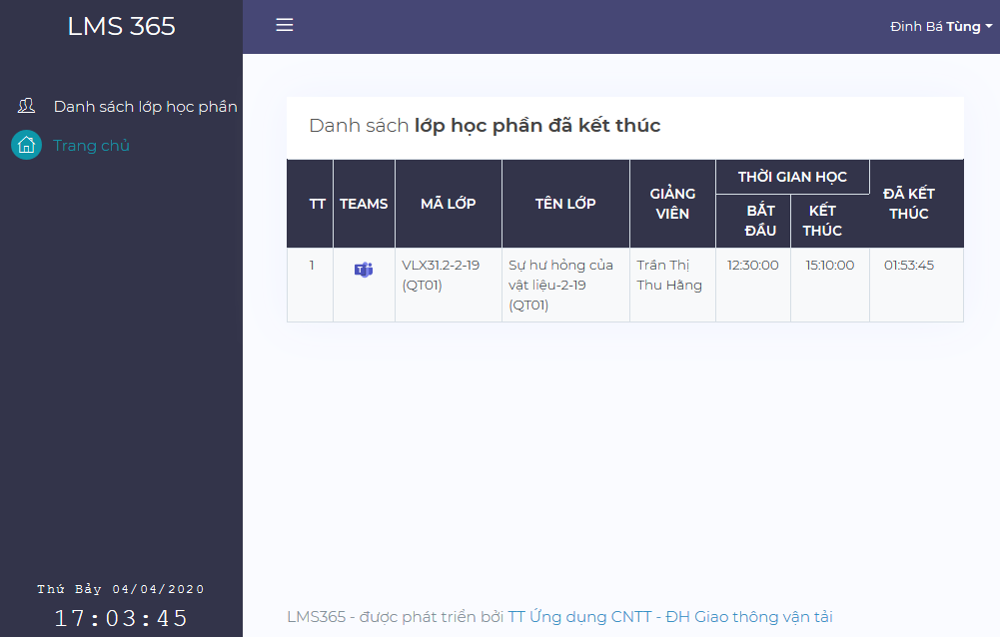 LMS 365
Đinh Bá Tùng
Danh sách lớp học phần
Trang chủ
Danh sách lớp học phần đã kết thúc
TT
TEAMS
MÃ LỚP
TÊN LỚP
GIẢNG
VIÊN
THỜI GIAN HỌC
BẮT
ĐẦU
KẾT
THÚC
ĐÃ KẾT
THÚC
1
VLX31.2-2-19
(QT01)
Sự hư hỏng của
vật liệu-2-19
(QT01)
Trần Thị
Thu Hằng
12:30:00
15:10:00
01:53:45
Thứ Bảy 04/04/2020
17:03:45
LMS365 - được phát triển bởi TT Ứng dụng CNTT - ĐH Giao thông vận tải